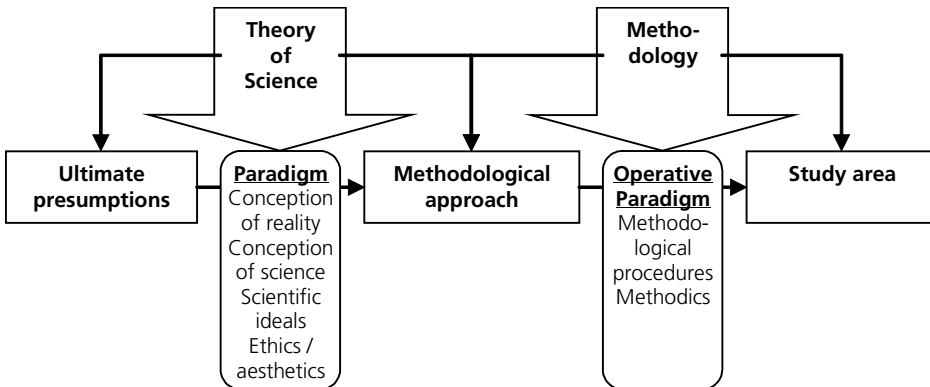 Theory
of
Science
Metho-
dology
Ultimate
presumptions
Paradigm
Conception
of reality
Conception
of science
Scientific
ideals
Ethics /
aesthetics
Methodological
approach
Operative
Paradigm
Methodo-
logical
procedures
Methodics
Study area